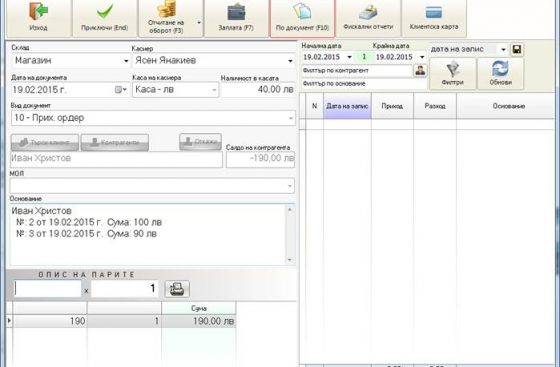 Изход
Приключи (End)
Отчитане на оборот (F3)
Заплата (F7)
По документ (F10)
Фискални отчети
Клиентска карта
Склад
Касиер
Магазин
Ясен Янакиев
Дата на документа
Каса на касиера
Наличност в касата
19.02.2015 г.
Каса - лв
40,00 лв
Вид документ
10 - Прих. ордер
Търси клиент
Контрагенти
Откажи
Салдо на контрагента
Иван Христов
-190,00 лв
МОЛ
Основание
Иван Христов
№: 2 от 19.02.2015 г. Сума: 100 лв
№: 3 от 19.02.2015 г. Сума: 90 лв
ОПИС НА ПАРИТЕ
x
1
Сума
190
1
190,00 лв
Начална дата
Крайна дата
19.02.2015
1
19.02.2015
дата на запис
Филтър по контрагент
Филтър по основание
Филтри
Обнови
N
Дата на запис
Приход
Разход
Основание